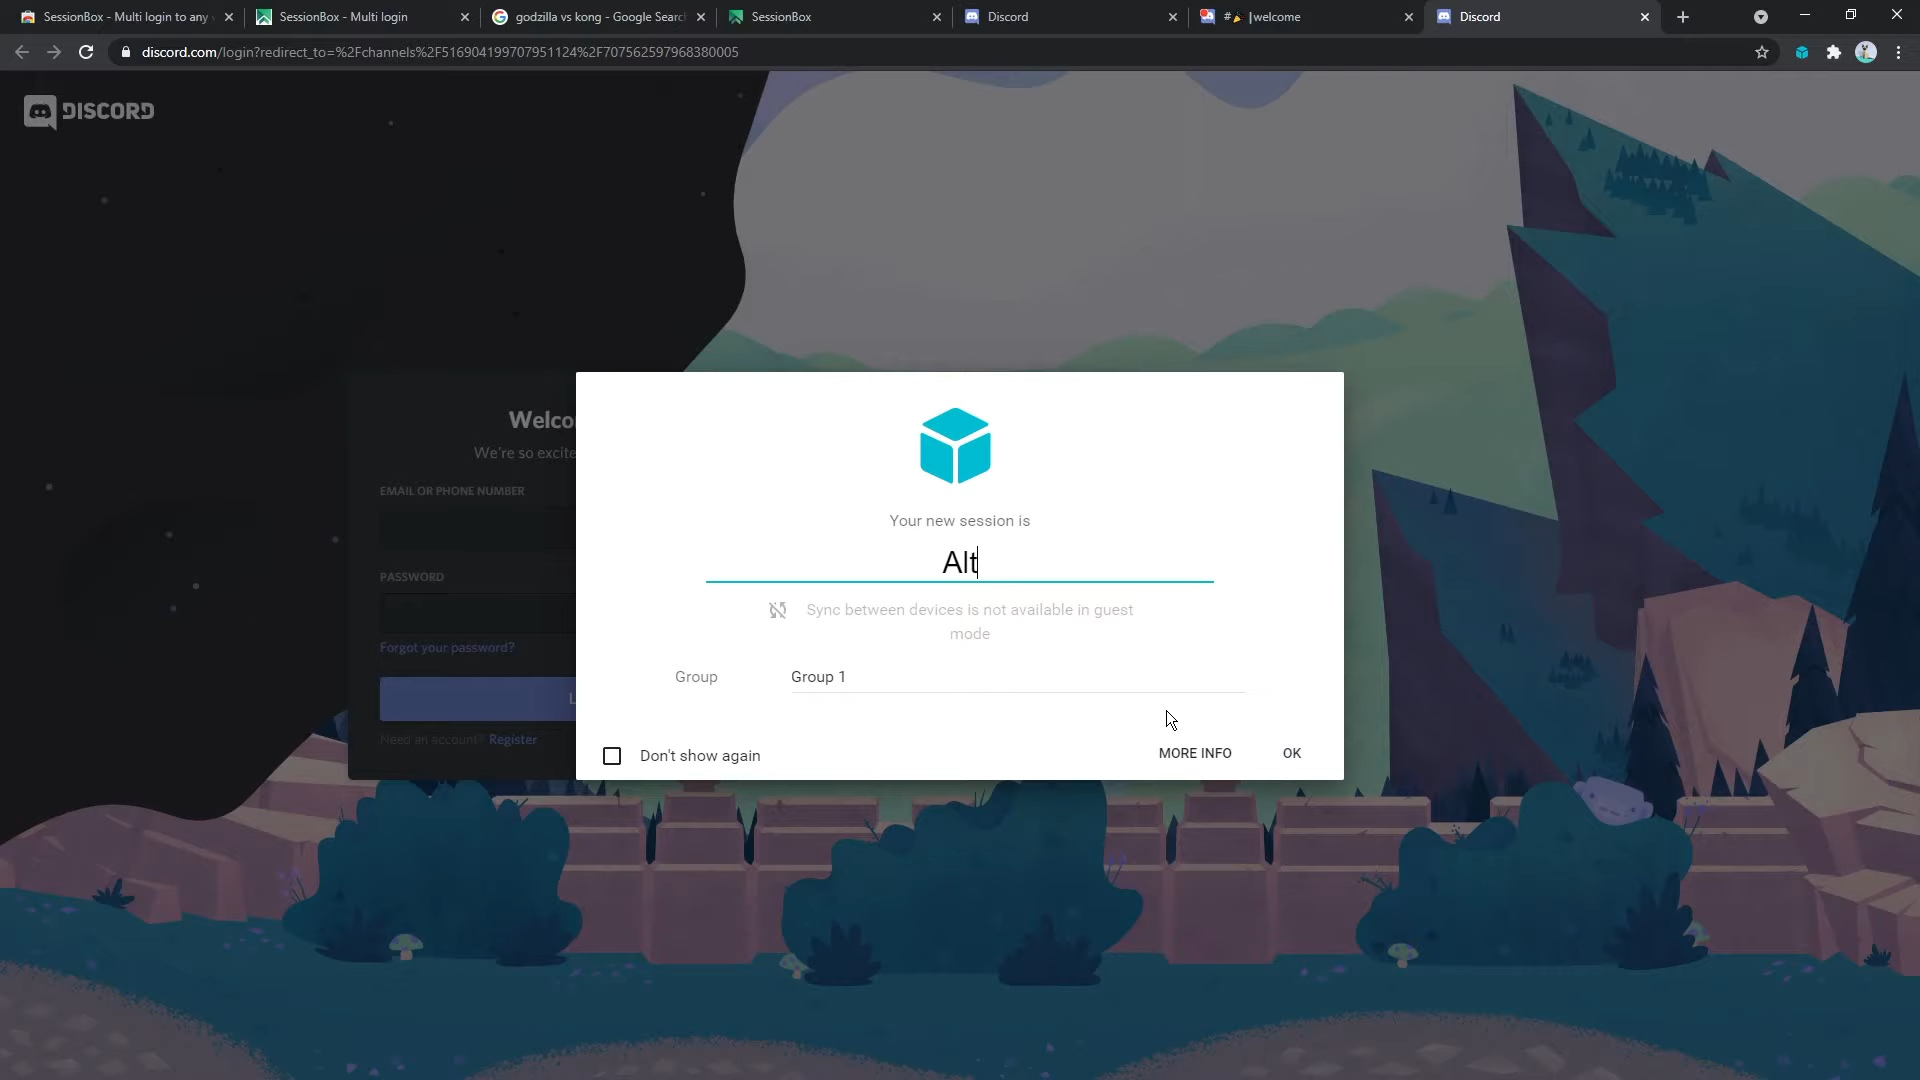 SessionBox - Multi login to any
SessionBox - Multi login
godzilla vs kong - Google Searc
SessionBox
Discord
# |welcome
Discord
discord.com/login?redirect_to=%2Fchannels%2F516904199707951124%2F707562597968380005
DISCORD
Welco
We're so excite
EMAIL OR PHONE NUMBER
PASSWORD
Forgot your password?
L
Need an account? Register
Your new session is
Alt
Sync between devices is not available in guest
mode
Group
Group 1
Don't show again
MORE INFO
OK